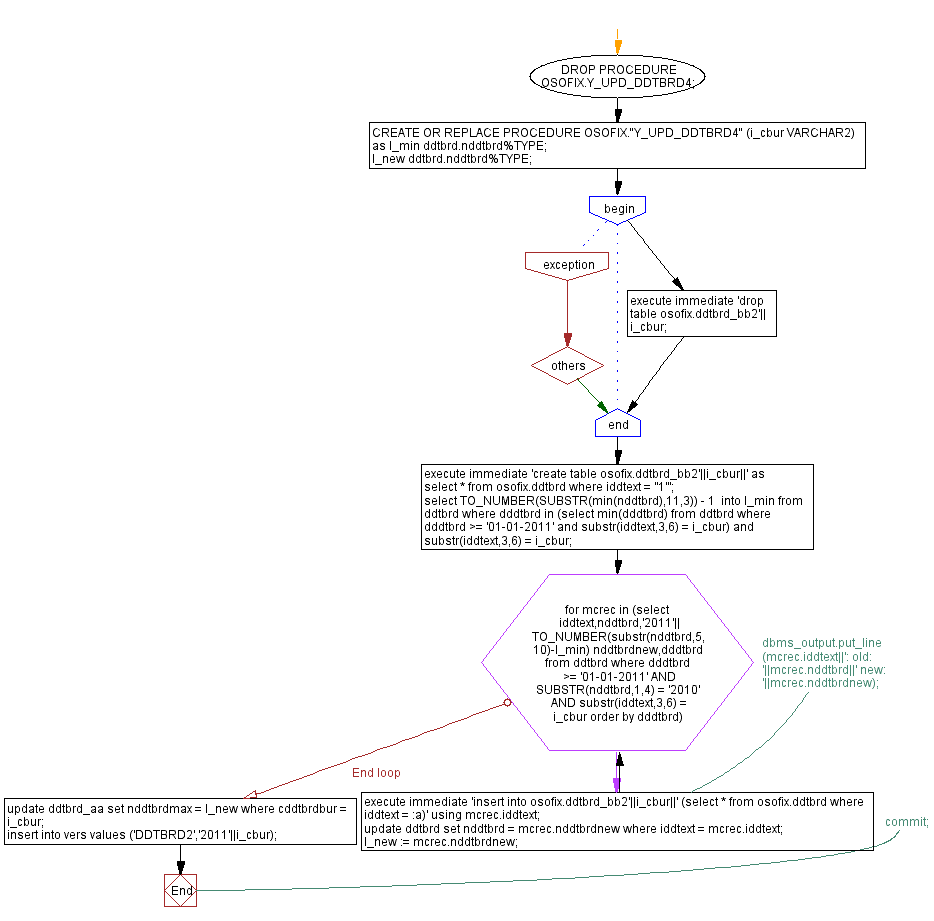 DROP PROCEDURE
OSOFIX.Y_UPD_DDTBRD4;
CREATE OR REPLACE PROCEDURE OSOFIX."Y_UPD_DDTBRD4" (i_cbur VARCHAR2)
as l_min ddtbrd.nddtbrd%TYPE;
l_new ddtbrd.nddtbrd%TYPE;
begin
exception
execute immediate 'drop
table osofix.ddtbrd_bb2'||
i_cbur;
others
end
execute immediate 'create table osofix.ddtbrd_bb2'||i_cbur||' as
select * from osofix.ddtbrd where iddtext = ''1''';
select TO_NUMBER(SUBSTR(min(nddtbrd),11,3)) - 1  into l_min from
ddtbrd where dddtbrd in (select min(dddtbrd) from ddtbrd where
dddtbrd >= '01-01-2011' and substr(iddtext,3,6) = i_cbur) and
substr(iddtext,3,6) = i_cbur;
for mcrec in (select
iddtext,nddtbrd,'2011'||
TO_NUMBER(substr(nddtbrd,5,
10)-l_min) nddtbrdnew,dddtbrd
from ddtbrd where dddtbrd
>= '01-01-2011' AND
SUBSTR(nddtbrd,1,4) = '2010'
AND substr(iddtext,3,6) =
i_cbur order by dddtbrd)
dbms_output.put_line
(mcrec.iddtext||': old:
'||mcrec.nddtbrd||' new:
'||mcrec.nddtbrdnew);
End loop
update ddtbrd_aa set nddtbrdmax = l_new where cddtbrdbur =
i_cbur;
insert into vers values ('DDTBRD2','2011'||i_cbur);
execute immediate 'insert into osofix.ddtbrd_bb2'||i_cbur||' (select * from osofix.ddtbrd where
iddtext = :a)' using mcrec.iddtext;
update ddtbrd set nddtbrd = mcrec.nddtbrdnew where iddtext = mcrec.iddtext;
l_new := mcrec.nddtbrdnew;
commit;
End